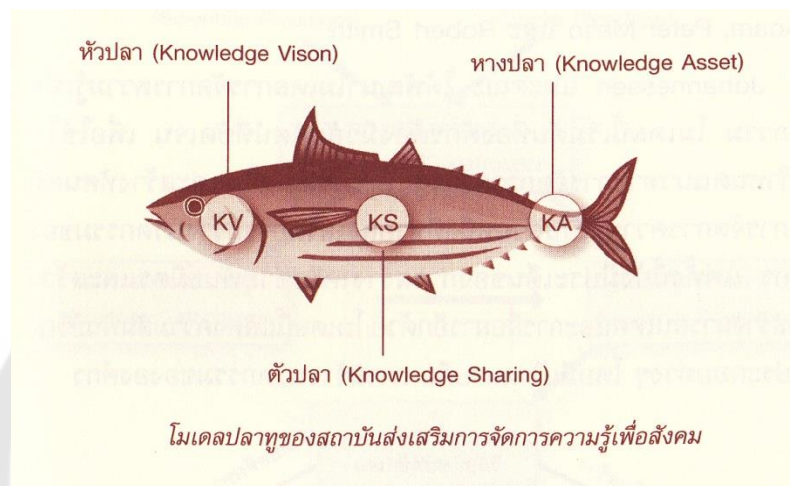 หัวปลา (Knowledge Vison)
หางปลา (Knowledge Asset)
KV
KS
KA
ตัวปลา (Knowledge Sharing)
โมเดลปลาทูของสถาบันส่งเสริมการจัดการความรู้เพื่อสังคม